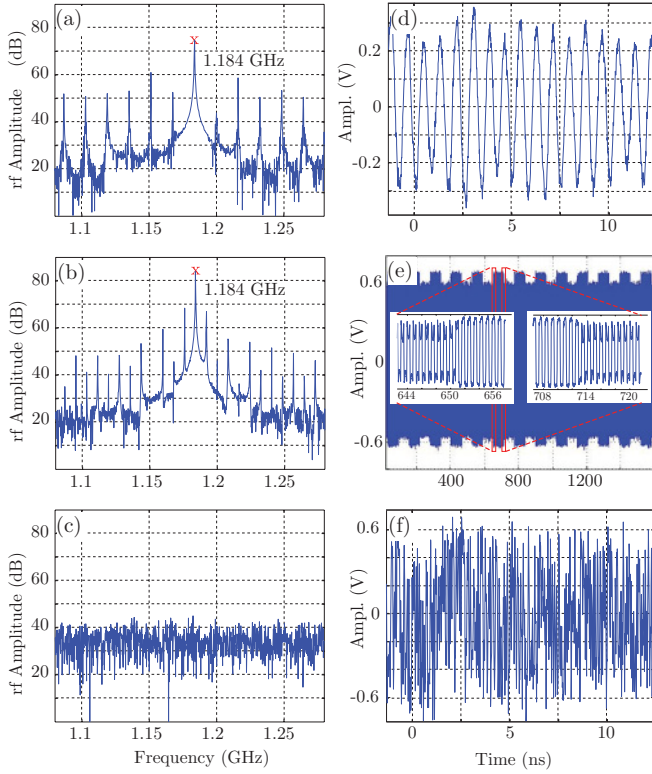 (a)
rf Amplitude (dB)
80
60
40
20
x
1.184 GHz
1.1
1.15
1.2
1.25
(d)
Ampl. (V)
0.2
0
-0.2
0
5
10
(b)
rf Amplitude (dB)
80
60
40
20
x
1.184 GHz
1.1
1.15
1.2
1.25
(e)
Ampl. (V)
0.6
0
-0.6
644
650
656
708
714
720
400
800
1200
(c)
rf Amplitude (dB)
80
60
40
20
1.1
1.15
1.2
1.25
Frequency (GHz)
(f)
Ampl. (V)
0.6
0
-0.6
0
5
10
Time (ns)